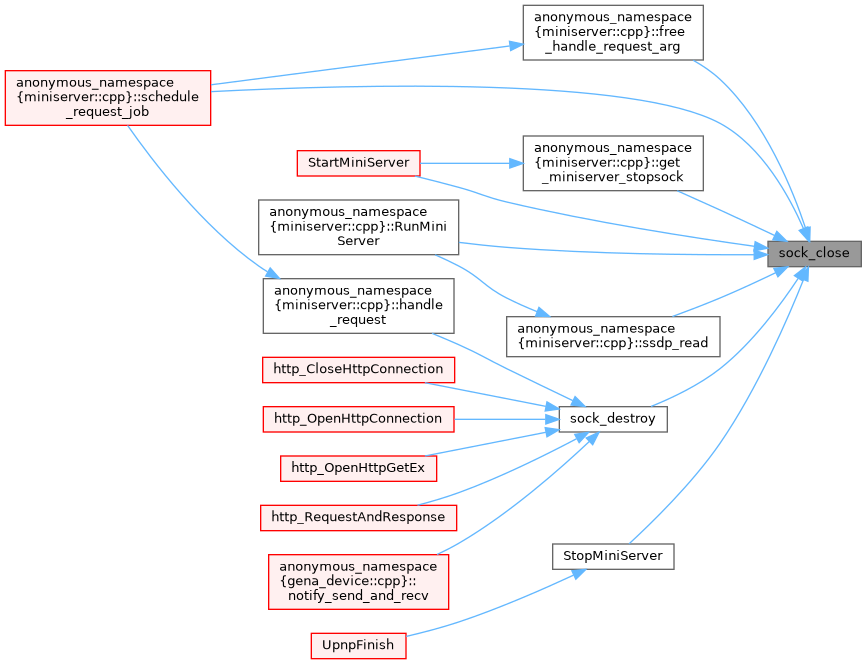 anonymous_namespace
{miniserver::cpp}::free
_handle_request_arg
anonymous_namespace
{miniserver::cpp}::schedule
_request_job
anonymous_namespace
{miniserver::cpp}::get
_miniserver_stopsock
StartMiniServer
anonymous_namespace
{miniserver::cpp}::RunMini
Server
sock_close
anonymous_namespace
{miniserver::cpp}::handle
_request
anonymous_namespace
{miniserver::cpp}::ssdp_read
http_CloseHttpConnection
http_OpenHttpConnection
sock_destroy
http_OpenHttpGetEx
http_RequestAndResponse
StopMiniServer
anonymous_namespace
{gena_device::cpp}::
notify_send_and_recv
UpnpFinish